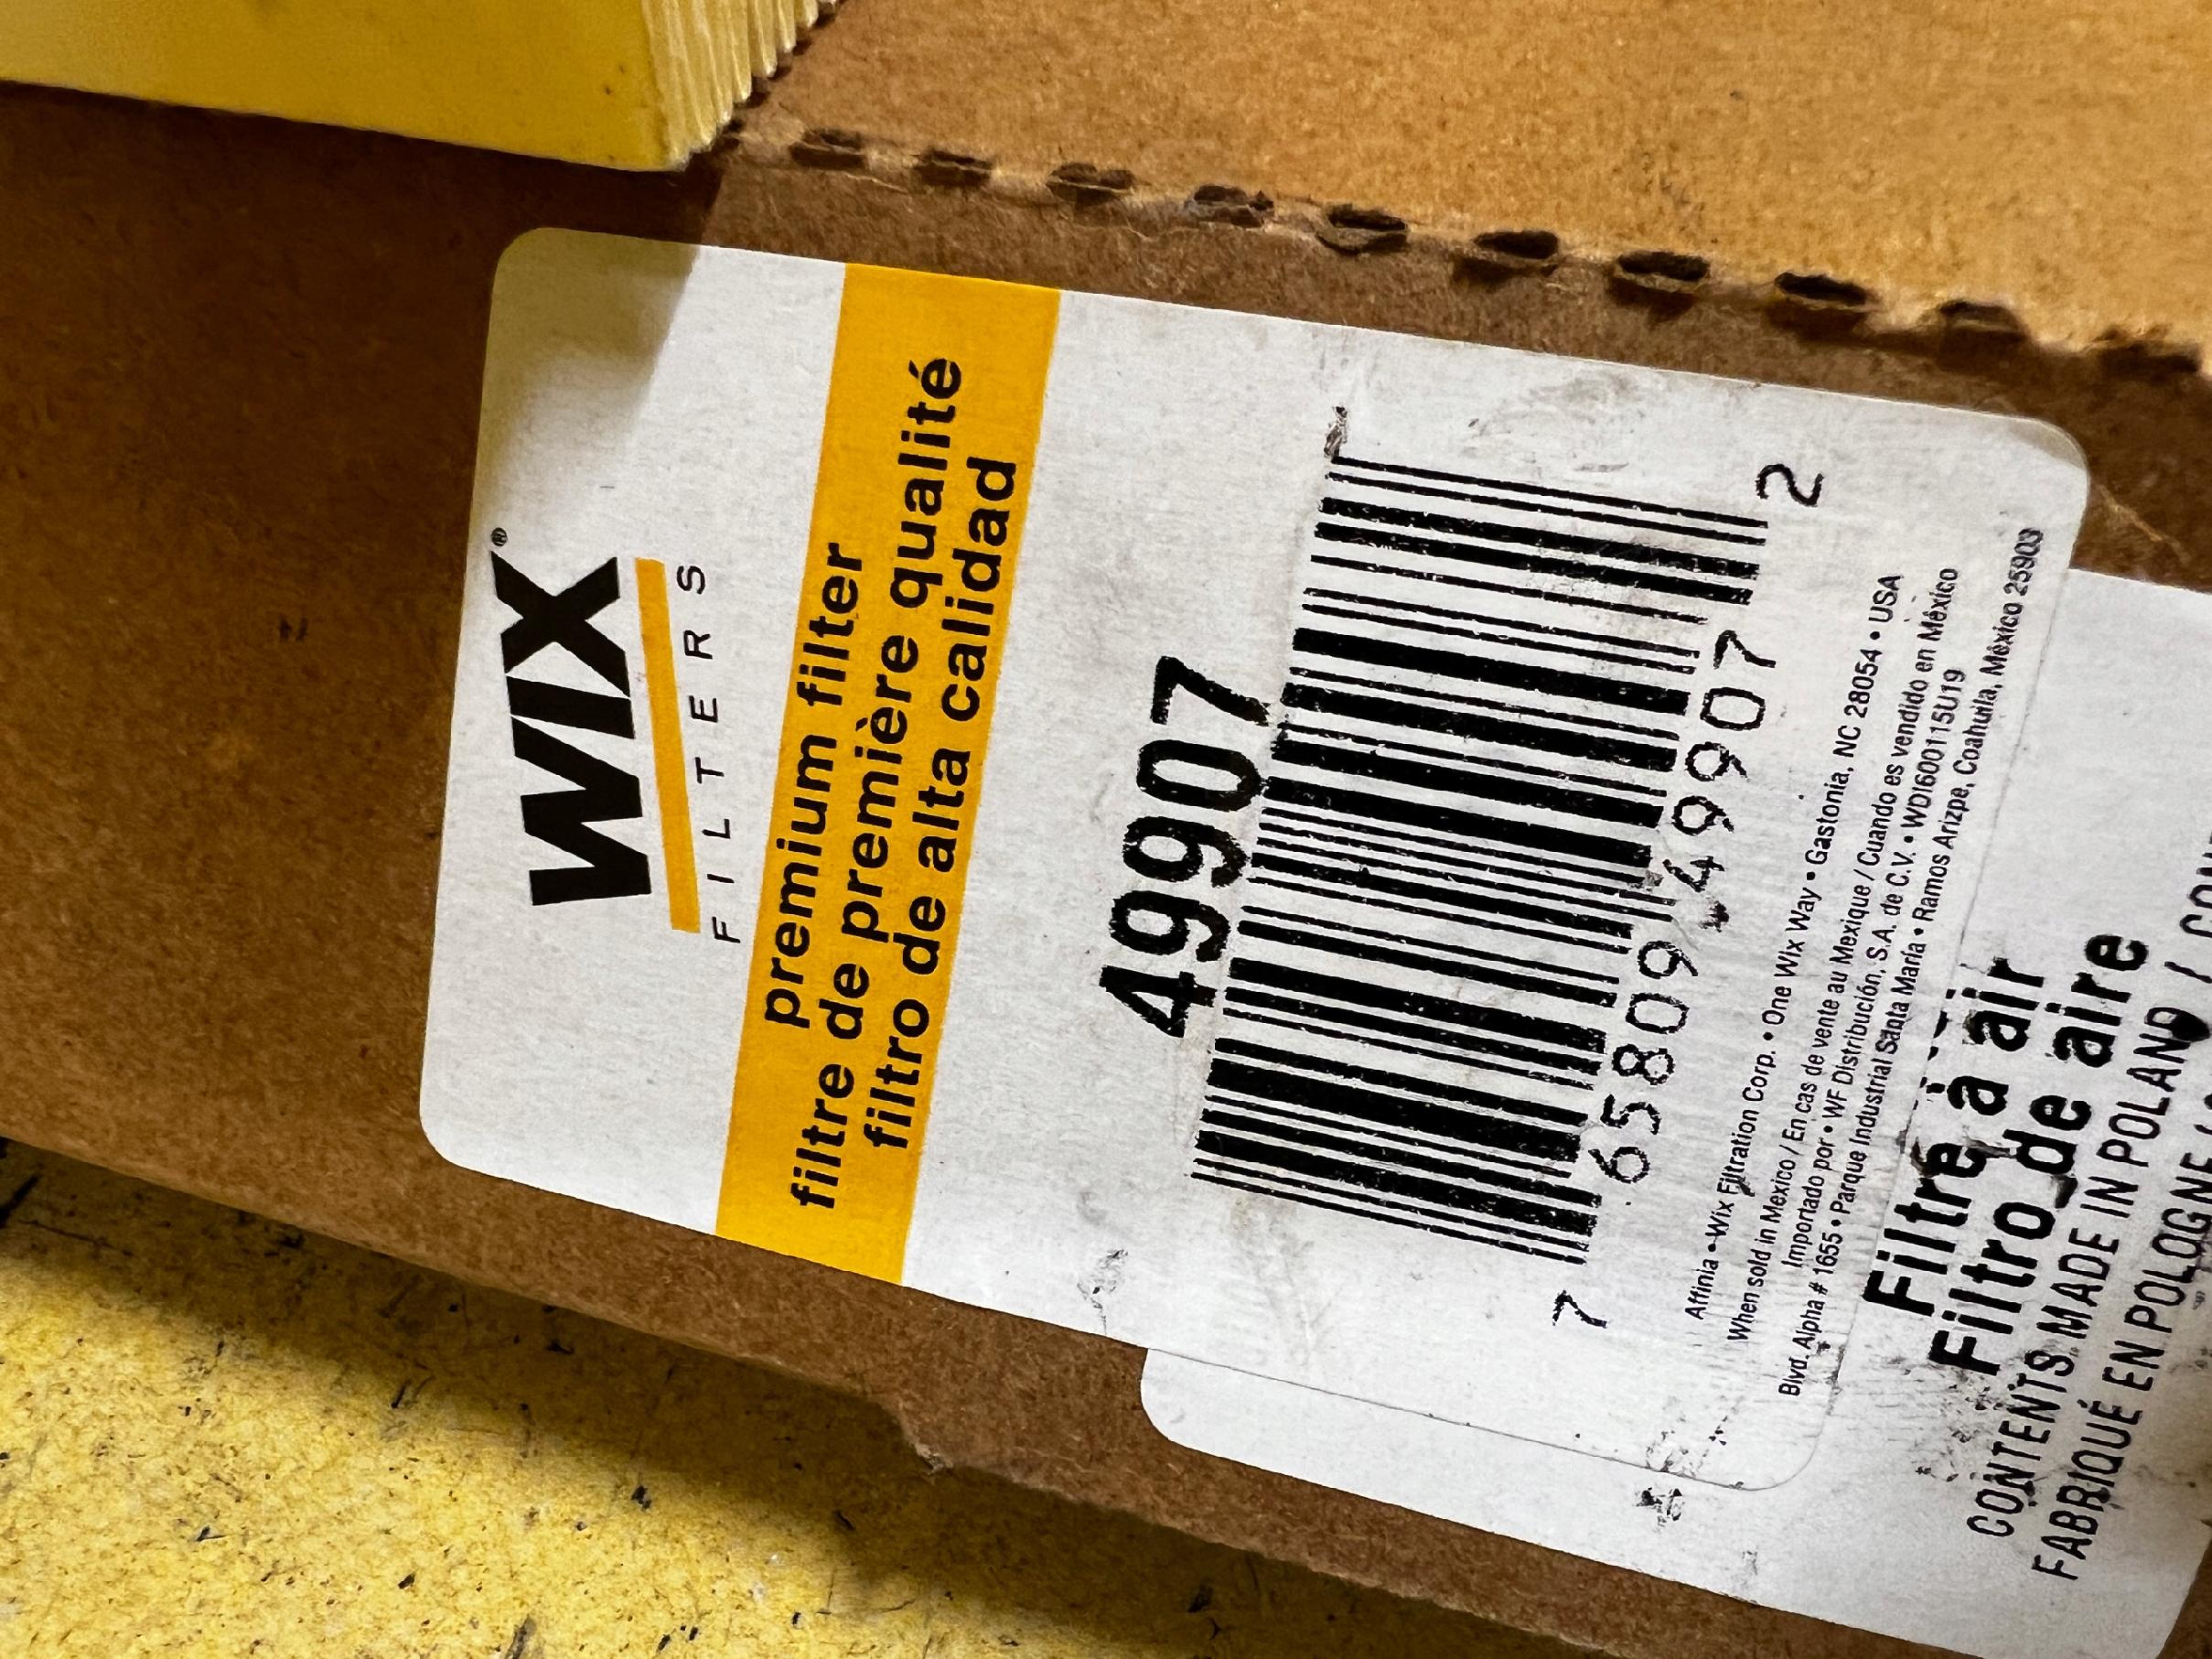 WIX®
FILTERS
premium filter
filtre de première qualité
filtro de alta calidad
49907
7 65809 49907 2
Affinia • Wix Filtration Corp. • One Wix Way • Gastonia, NC 28054 • USA
When sold in Mexico / En cas de vente au Mexique / Cuando es vendido en México
Importado por • WF Distribución, S.A. de C.V. • WDI600115U19
Blvd. Alpha # 1655 • Parque Industrial Santa María • Ramos Arizpe, Coahuila, México 25903
Filtre à air
Filtro de aire
CONTENTS MADE IN POLAND /
FABRIQUÉ EN POLOGNE /